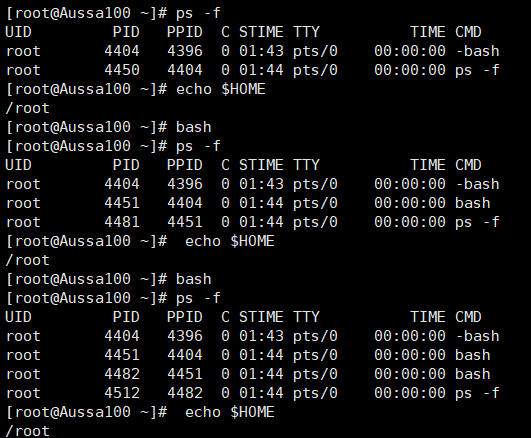 [root@Aussa100 ~]# ps -f
UID         PID   PPID  C STIME TTY          TIME CMD
root       4404   4396  0 01:43 pts/0    00:00:00 -bash
root       4450   4404  0 01:44 pts/0    00:00:00 ps -f
[root@Aussa100 ~]# echo $HOME
/root
[root@Aussa100 ~]# bash
[root@Aussa100 ~]# ps -f
UID         PID   PPID  C STIME TTY          TIME CMD
root       4404   4396  0 01:43 pts/0    00:00:00 -bash
root       4451   4404  0 01:44 pts/0    00:00:00 bash
root       4481   4451  0 01:44 pts/0    00:00:00 ps -f
[root@Aussa100 ~]#  echo $HOME
/root
[root@Aussa100 ~]# bash
[root@Aussa100 ~]# ps -f
UID         PID   PPID  C STIME TTY          TIME CMD
root       4404   4396  0 01:43 pts/0    00:00:00 -bash
root       4451   4404  0 01:44 pts/0    00:00:00 bash
root       4482   4451  0 01:44 pts/0    00:00:00 bash
root       4512   4482  0 01:44 pts/0    00:00:00 ps -f
[root@Aussa100 ~]#  echo $HOME
/root